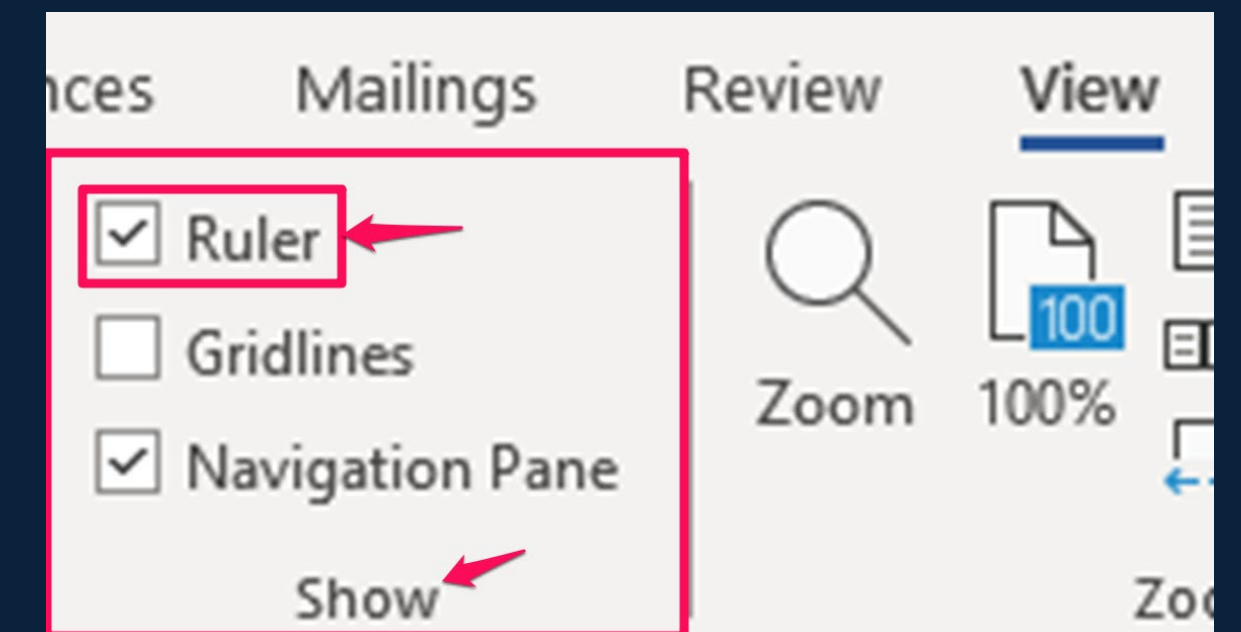 Mailings Review View
Ruler
Gridlines
Navigation Pane
Show
100
Zoom 100%